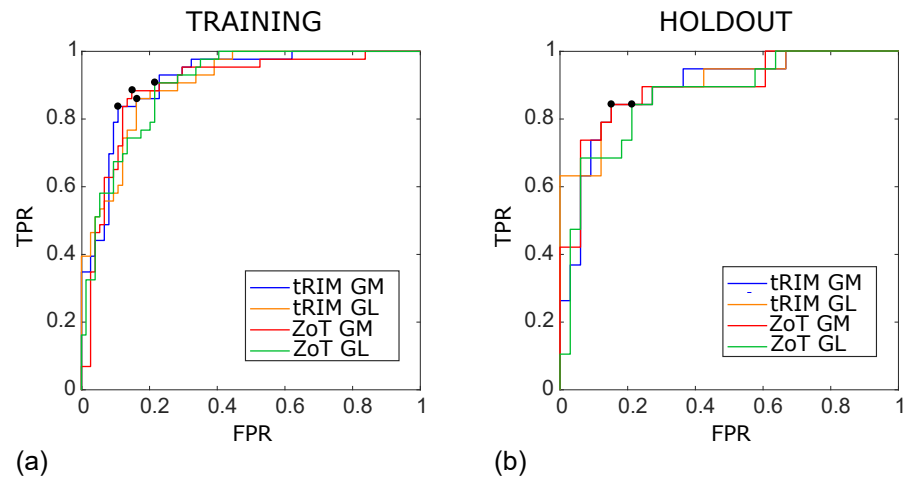 TRAINING
1
0.8
0.6
0.4
0.2
0
TPR
tRIM GM
tRIM GL
ZoT GM
ZoT GL
0 0.2 0.4 0.6 0.8 1
FPR
(a)
HOLDOUT
1
0.8
0.6
0.4
0.2
0
TPR
tRIM GM
tRIM GL
ZoT GM
ZoT GL
0 0.2 0.4 0.6 0.8 1
FPR
(b)